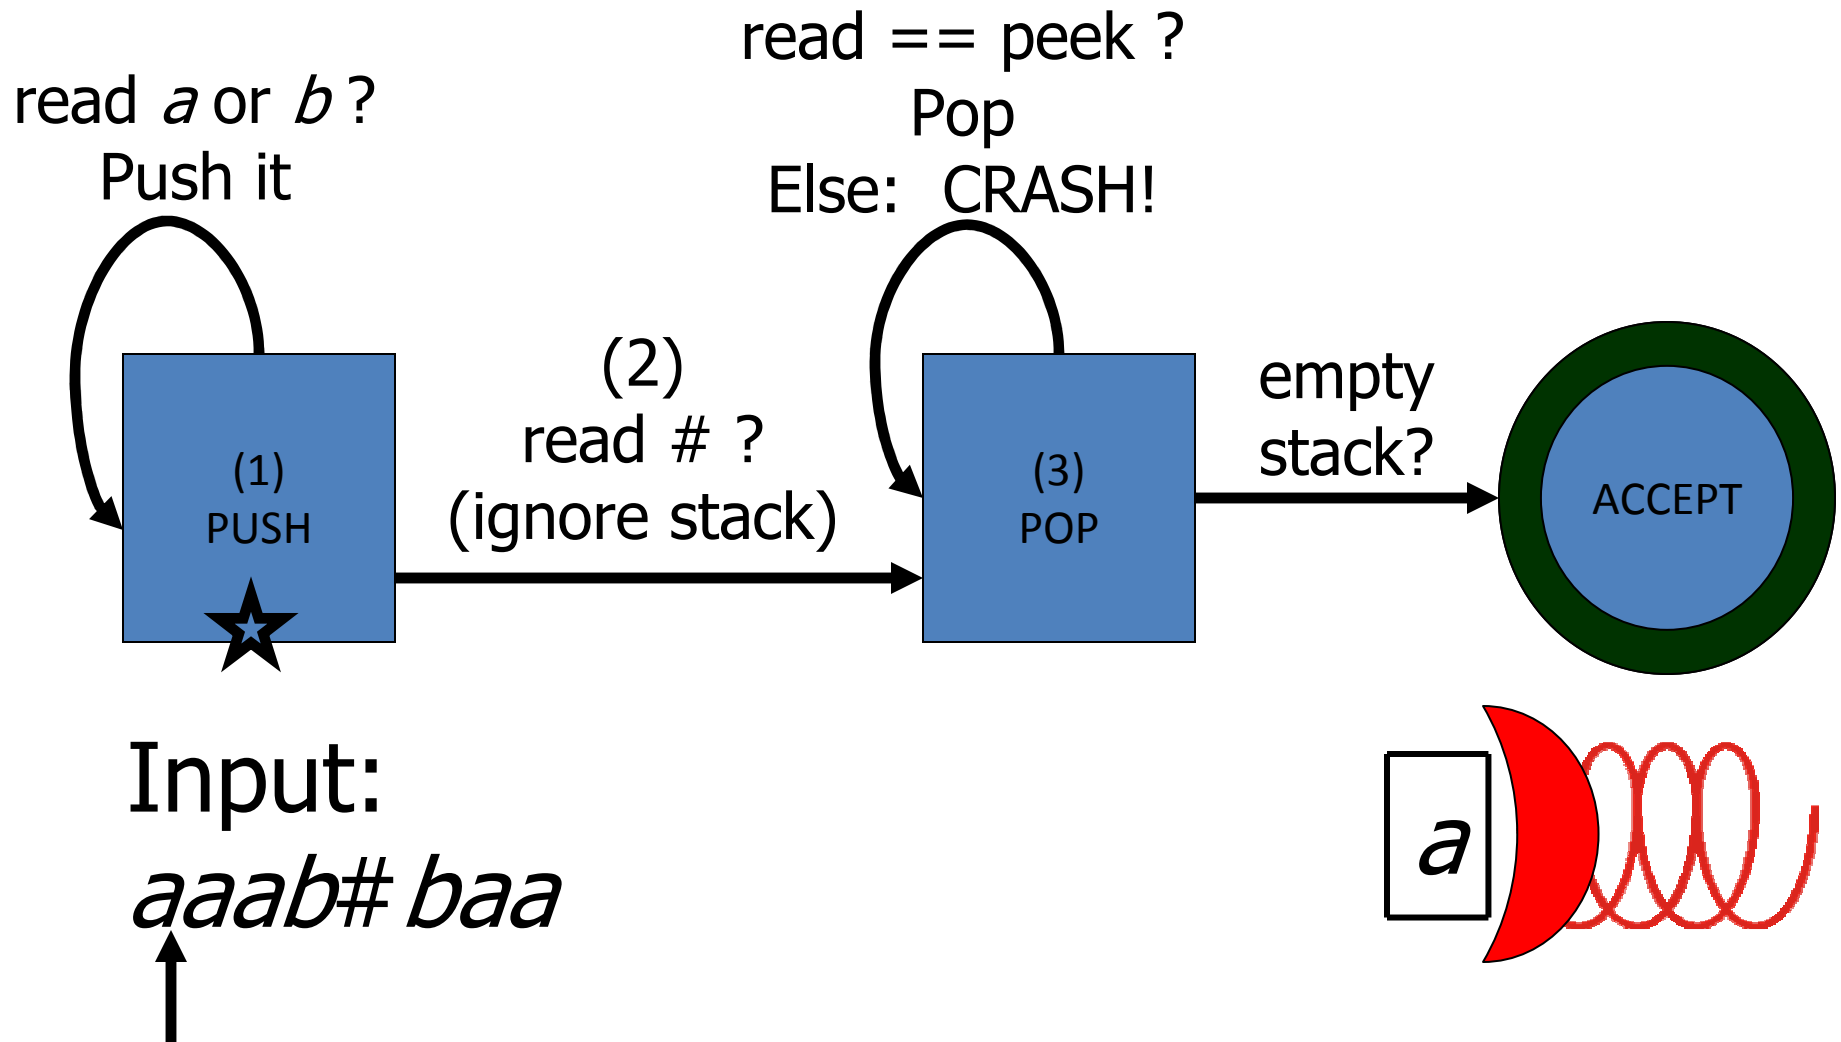 read a or b ?
Push it
read == peek ?
Pop
Else: CRASH!
(1)
PUSH
(2)
read # ?
(ignore stack)
(3)
POP
empty
stack?
ACCEPT
Input:
aaab#baa
a